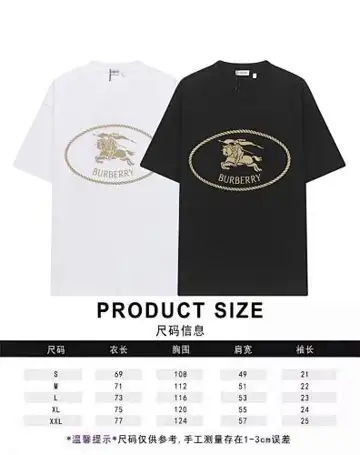 BURBERRY
BURBERRY
PRODUCT SIZE
尺码信息
尺码 衣长 胸围 肩宽 袖长
S 69 108 49 21
M 71 112 51 22
L 73 116 53 23
XL 75 120 55 24
XXL 77 124 57 25
*温馨提示*尺码仅供参考,手工测量存在1-3cm误差